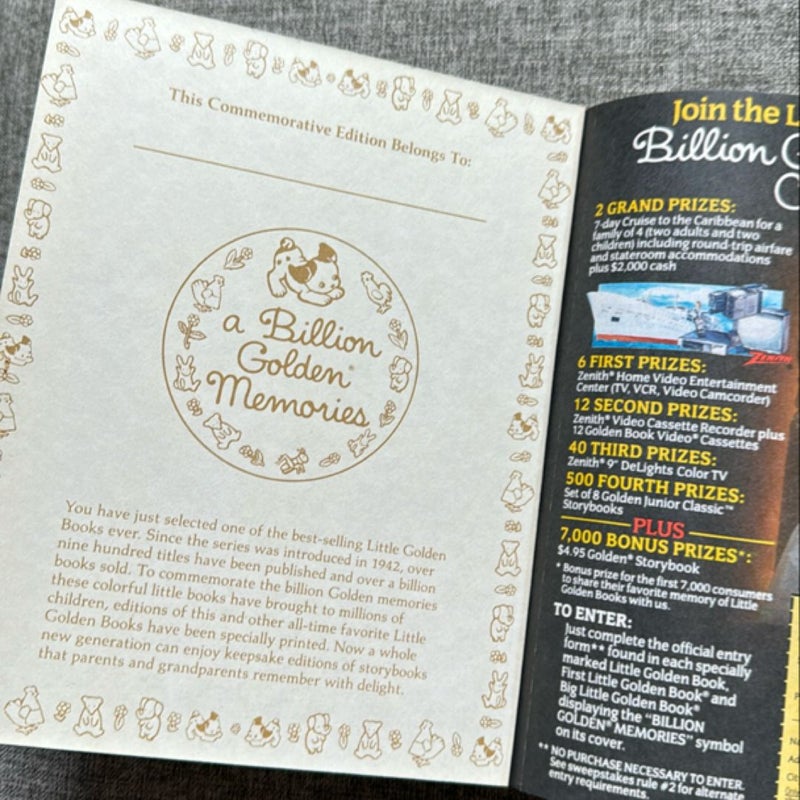 This Commemorative Edition Belongs To:
a Billion
Golden®
Memories
You have just selected one of the best-selling Little Golden
Books ever. Since the series was introduced in 1942, over
nine hundred titles have been published and over a billion
books sold. To commemorate the billion Golden memories
these colorful little books have brought to millions of
children, editions of this and other all-time favorite Little
Golden Books have been specially printed. Now a whole
new generation can enjoy keepsake editions of storybooks
that parents and grandparents remember with delight.
Join the L
Billion G
2 GRAND PRIZES:
7-day Cruise to the Caribbean for a
family of 4 (two adults and two
children) including round-trip airfare
and stateroom accommodations
plus $2,000 cash
ZENITH
6 FIRST PRIZES:
Zenith® Home Video Entertainment
Center (TV, VCR, Video Camcorder)
12 SECOND PRIZES:
Zenith® Video Cassette Recorder plus
12 Golden Book Video® Cassettes
40 THIRD PRIZES:
Zenith® 9" DeLights Color TV
500 FOURTH PRIZES:
Set of 8 Golden Junior Classic™
Storybooks
PLUS
7,000 BONUS PRIZES*:
$4.95 Golden® Storybook
* Bonus prize for the first 7,000 consumers
to share their favorite memory of Little
Golden Books with us.
TO ENTER:
Just complete the official entry
form** found in each specially
marked Little Golden Book,
First Little Golden Book® and
Big Little Golden Book®
displaying the "BILLION
GOLDEN® MEMORIES" symbol
on its cover.
** NO PURCHASE NECESSARY TO ENTER.
See sweepstakes rule #2 for alternate
entry requirements.